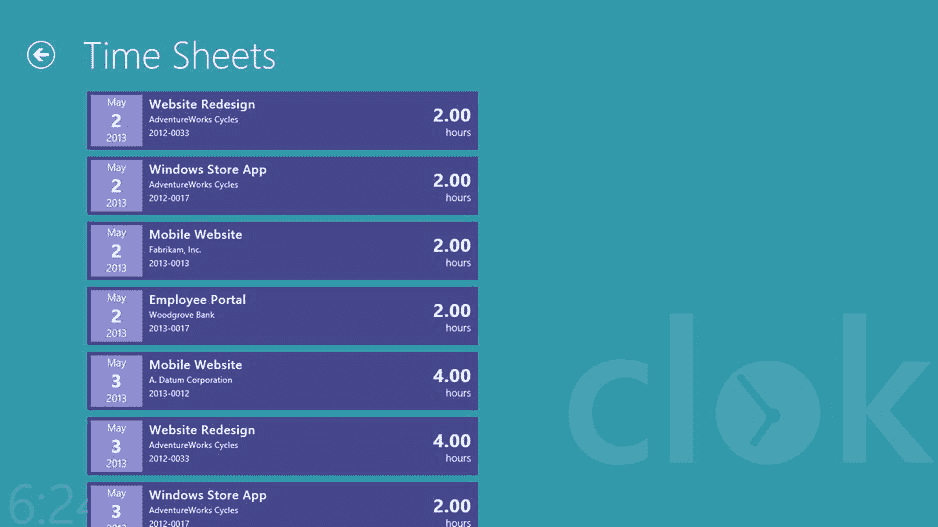 Time Sheets
May
2
2013
Website Redesign
AdventureWorks Cycles
2012-0033
2.00
hours
May
2
2013
Windows Store App
AdventureWorks Cycles
2012-0017
2.00
hours
May
2
2013
Mobile Website
Fabrikam, Inc.
2013-0013
2.00
hours
May
2
2013
Employee Portal
Woodgrove Bank
2013-0017
2.00
hours
May
3
2013
Mobile Website
A. Datum Corporation
2013-0012
4.00
hours
May
3
2013
Website Redesign
AdventureWorks Cycles
2012-0033
4.00
hours
May
3
2013
Windows Store App
AdventureWorks Cycles
2012-0017
2.00
hours
clok
6:24